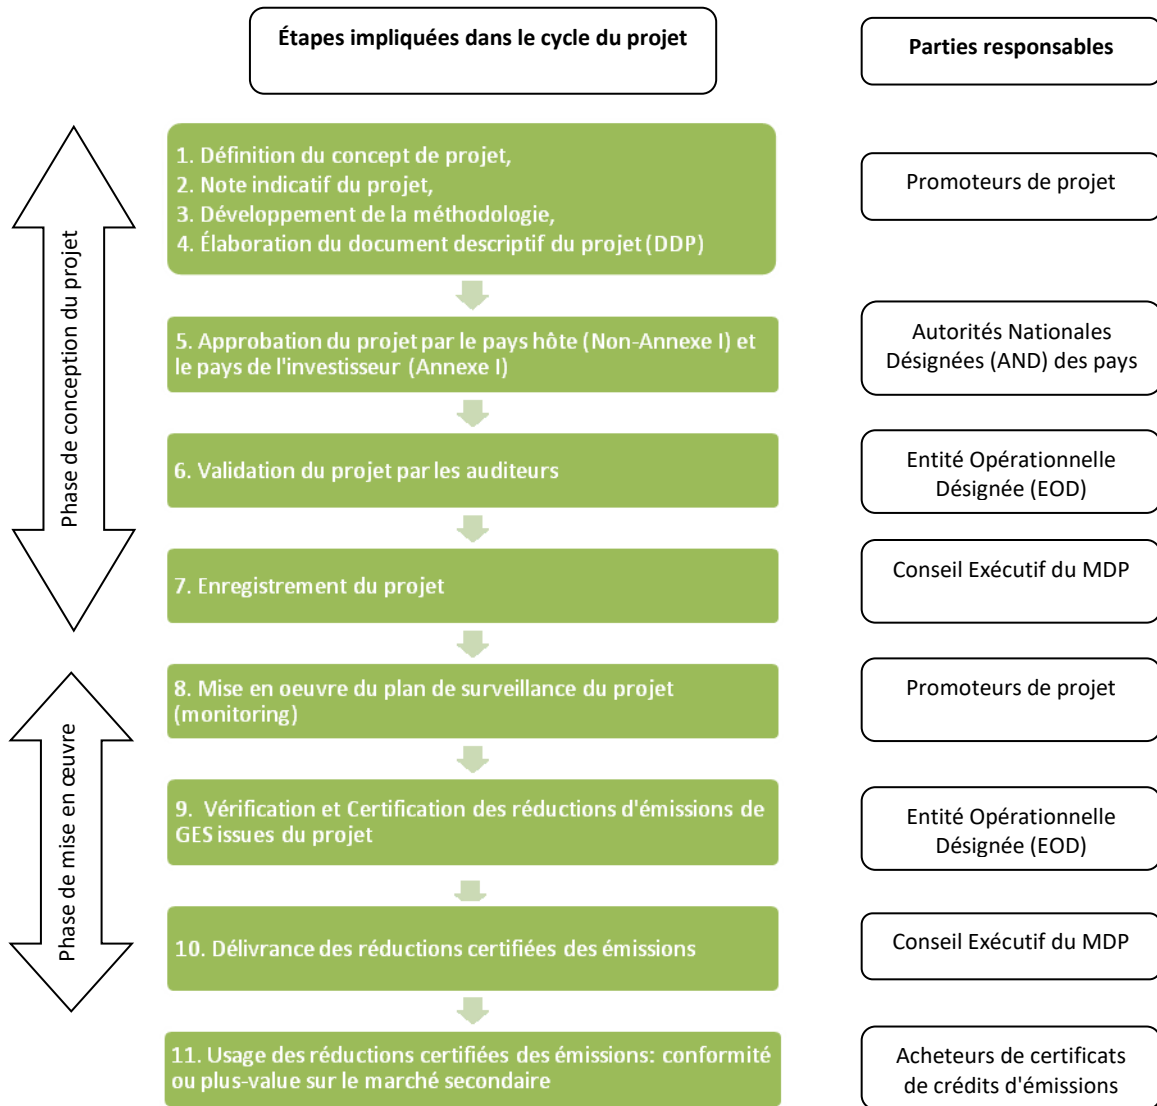 Étapes impliquées dans le cycle du projet
Parties responsables
Phase de conception du projet
1. Définition du concept de projet,
2. Note indicatif du projet,
3. Développement de la méthodologie,
4. Élaboration du document descriptif du projet (DDP)
Promoteurs de projet
5. Approbation du projet par le pays hôte (Non-Annexe I) et
le pays de l'investisseur (Annexe I)
Autorités Nationales
Désignées (AND) des pays
6. Validation du projet par les auditeurs
Entité Opérationnelle
Désignée (EOD)
7. Enregistrement du projet
Conseil Exécutif du MDP
Phase de mise en œuvre
8. Mise en oeuvre du plan de surveillance du projet
(monitoring)
Promoteurs de projet
9. Vérification et Certification des réductions d'émissions de
GES issues du projet
Entité Opérationnelle
Désignée (EOD)
10. Délivrance des réductions certifiées des émissions
Conseil Exécutif du MDP
11. Usage des réductions certifiées des émissions: conformité
ou plus-value sur le marché secondaire
Acheteurs de certificats
de crédits d'émissions